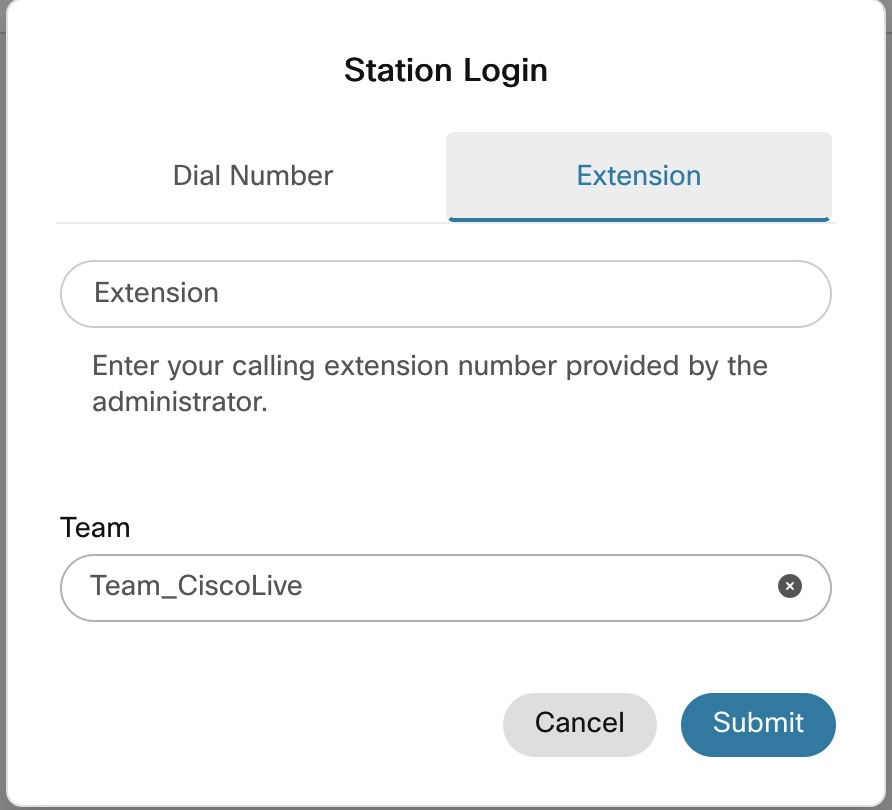 Station Login
Dial Number
Extension
Extension
Enter your calling extension number provided by the
administrator.
Team
Team_CiscoLive
Cancel
Submit